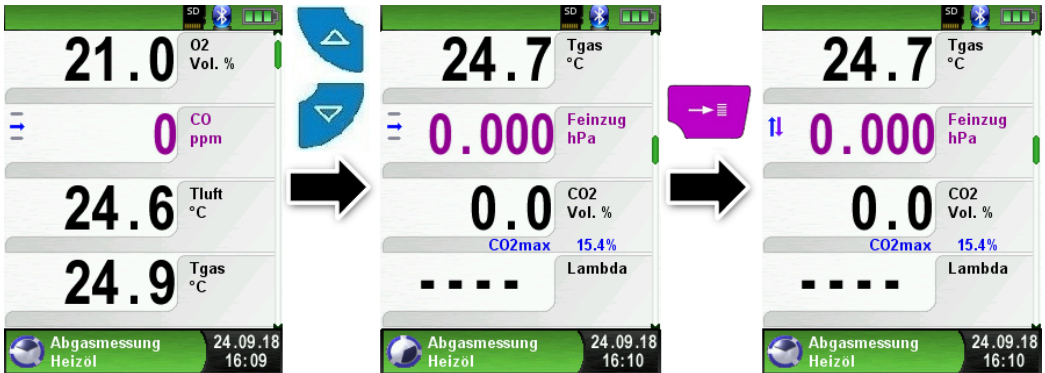 SD
21.0 O2
Vol. %
0 CO
ppm
24.6 Tluft
°C
24.9 Tgas
°C
Abgasmessung 24.09.18
Heizöl 16:09
SD
24.7 Tgas
°C
0.000 Feinzug
hPa
0.0 CO2
Vol. %
CO2max 15.4%
---- Lambda
Abgasmessung 24.09.18
Heizöl 16:10
SD
24.7 Tgas
°C
0.000 Feinzug
hPa
0.0 CO2
Vol. %
CO2max 15.4%
---- Lambda
Abgasmessung 24.09.18
Heizöl 16:10